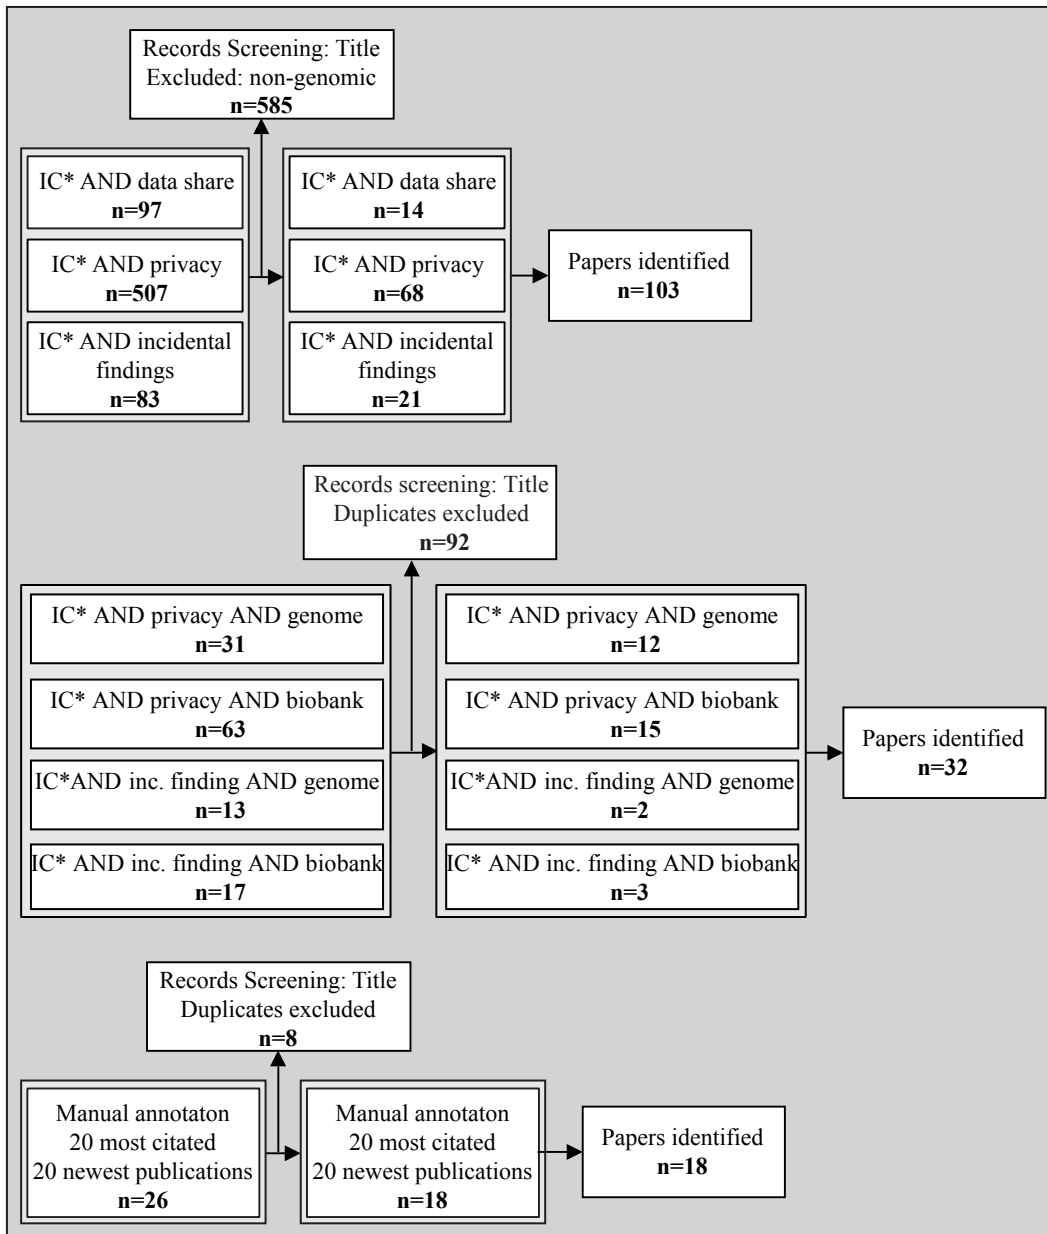 Records Screening: Title
Excluded: non-genomic
n=585
IC* AND data share
n=97
IC* AND privacy
n=507
IC* AND incidental
findings
n=83
IC* AND data share
n=14
IC* AND privacy
n=68
IC* AND incidental
findings
n=21
Papers identified
n=103
Records screening: Title
Duplicates excluded
n=92
IC* AND privacy AND genome
n=31
IC* AND privacy AND biobank
n=63
IC*AND inc. finding AND genome
n=13
IC* AND inc. finding AND biobank
n=17
IC* AND privacy AND genome
n=12
IC* AND privacy AND biobank
n=15
IC*AND inc. finding AND genome
n=2
IC* AND inc. finding AND biobank
n=3
Papers identified
n=32
Records Screening: Title
Duplicates excluded
n=8
Manual annotaton
20 most citated
20 newest publications
n=26
Manual annotaton
20 most citated
20 newest publications
n=18
Papers identified
n=18